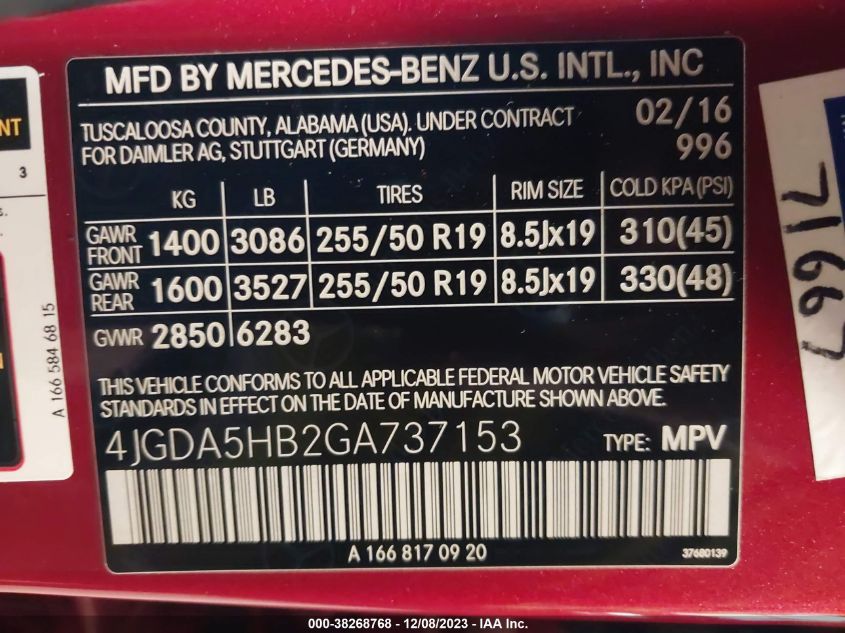 MFD BY MERCEDES-BENZ U.S. INTL., INC
TUSCALOOSA COUNTY, ALABAMA (USA). UNDER CONTRACT 02/16
FOR DAIMLER AG, STUTTGART (GERMANY) 996
KG LB TIRES RIM SIZE COLD KPA(PSI)
GAWR FRONT 1400 3086 255/50 R19 8.5Jx19 310(45)
GAWR REAR 1600 3527 255/50 R19 8.5Jx19 330(48)
GVWR 2850 6283
THIS VEHICLE CONFORMS TO ALL APPLICABLE FEDERAL MOTOR VEHICLE SAFETY
STANDARDS IN EFFECT ON THE DATE OF MANUFACTURE SHOWN ABOVE.
4JGDA5HB2GA737153 TYPE: MPV
A 166 817 09 20 37680139
NT
3
s.
A 166 584 68 15
71667
000-38268768 - 12/08/2023 - IAA Inc.